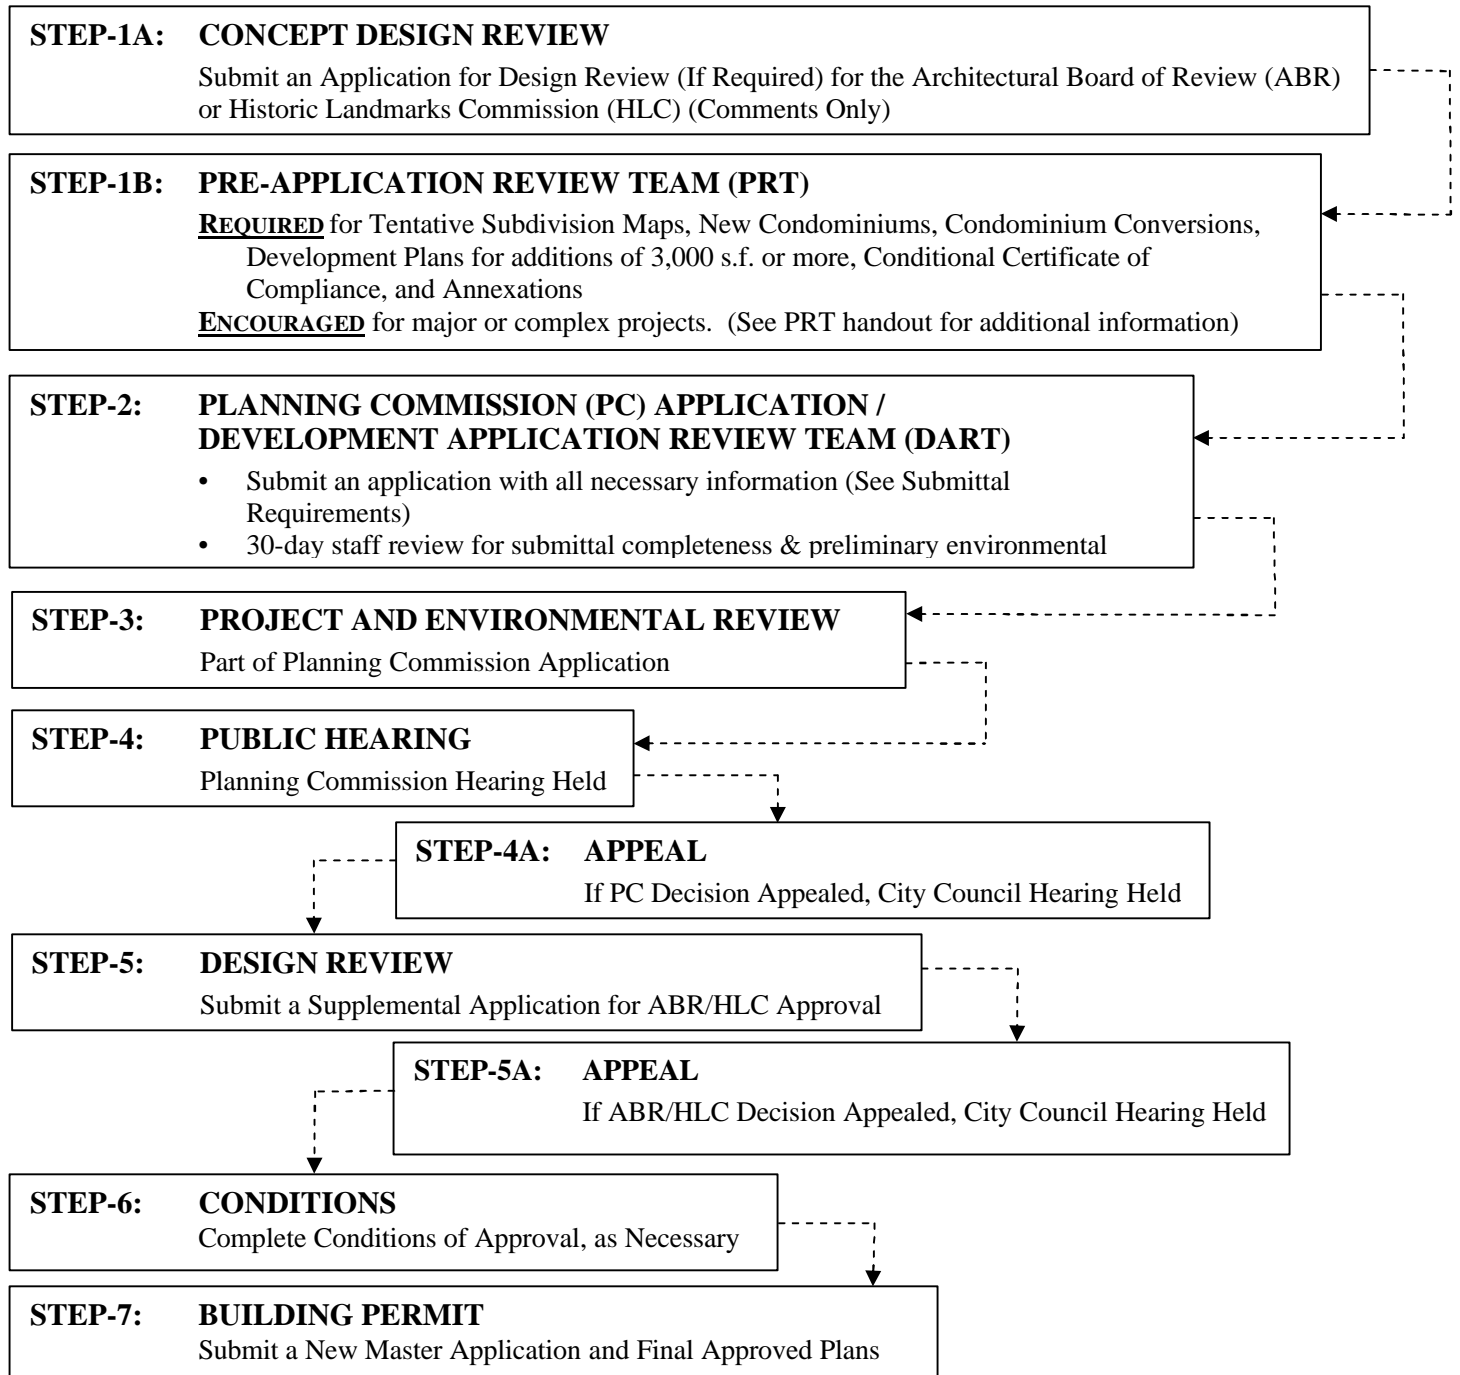 STEP-1A: CONCEPT DESIGN REVIEW
Submit an Application for Design Review (If Required) for the Architectural Board of Review (ABR)
or Historic Landmarks Commission (HLC) (Comments Only)
STEP-1B: PRE-APPLICATION REVIEW TEAM (PRT)
REQUIRED for Tentative Subdivision Maps, New Condominiums, Condominium Conversions,
Development Plans for additions of 3,000 s.f. or more, Conditional Certificate of
Compliance, and Annexations
ENCOURAGED for major or complex projects. (See PRT handout for additional information)
STEP-2: PLANNING COMMISSION (PC) APPLICATION /
DEVELOPMENT APPLICATION REVIEW TEAM (DART)
• Submit an application with all necessary information (See Submittal
Requirements)
• 30-day staff review for submittal completeness & preliminary environmental
STEP-3: PROJECT AND ENVIRONMENTAL REVIEW
Part of Planning Commission Application
STEP-4: PUBLIC HEARING
Planning Commission Hearing Held
STEP-4A: APPEAL
If PC Decision Appealed, City Council Hearing Held
STEP-5: DESIGN REVIEW
Submit a Supplemental Application for ABR/HLC Approval
STEP-5A: APPEAL
If ABR/HLC Decision Appealed, City Council Hearing Held
STEP-6: CONDITIONS
Complete Conditions of Approval, as Necessary
STEP-7: BUILDING PERMIT
Submit a New Master Application and Final Approved Plans